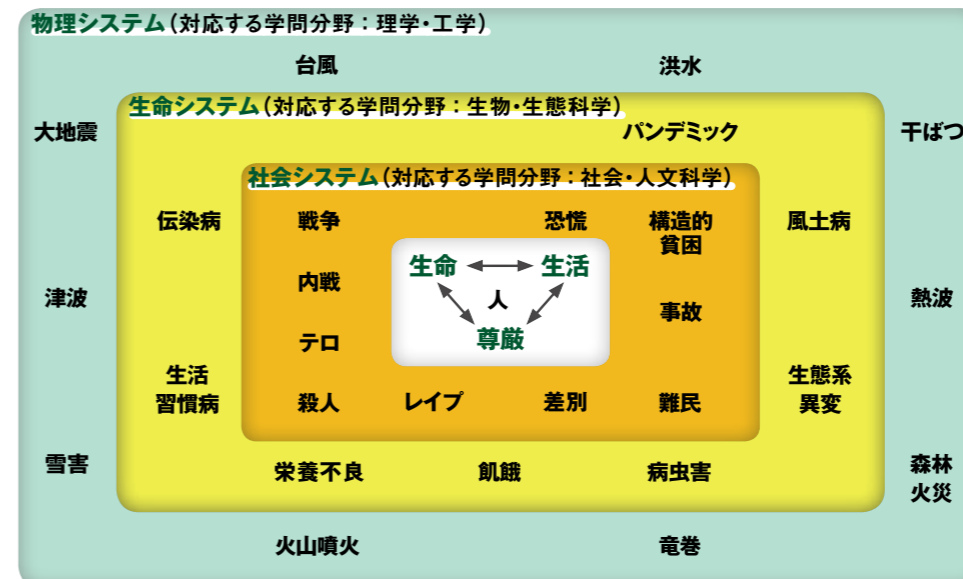 物理システム(対応する学問分野:理学・工学)
台風 洪水
生命システム(対応する学問分野:生物・生態科学)
大地震 パンデミック 干ばつ
社会システム(対応する学問分野:社会・人文科学)
伝染病 戦争 恐慌 構造的 風土病
貧困
生命 生活
内戦
津波 人 事故 熱波
テロ 尊厳
生活 生態系
習慣病 殺人 レイプ 差別 難民 異変
雪害 栄養不良 飢餓 病虫害 森林
火災
火山噴火 竜巻